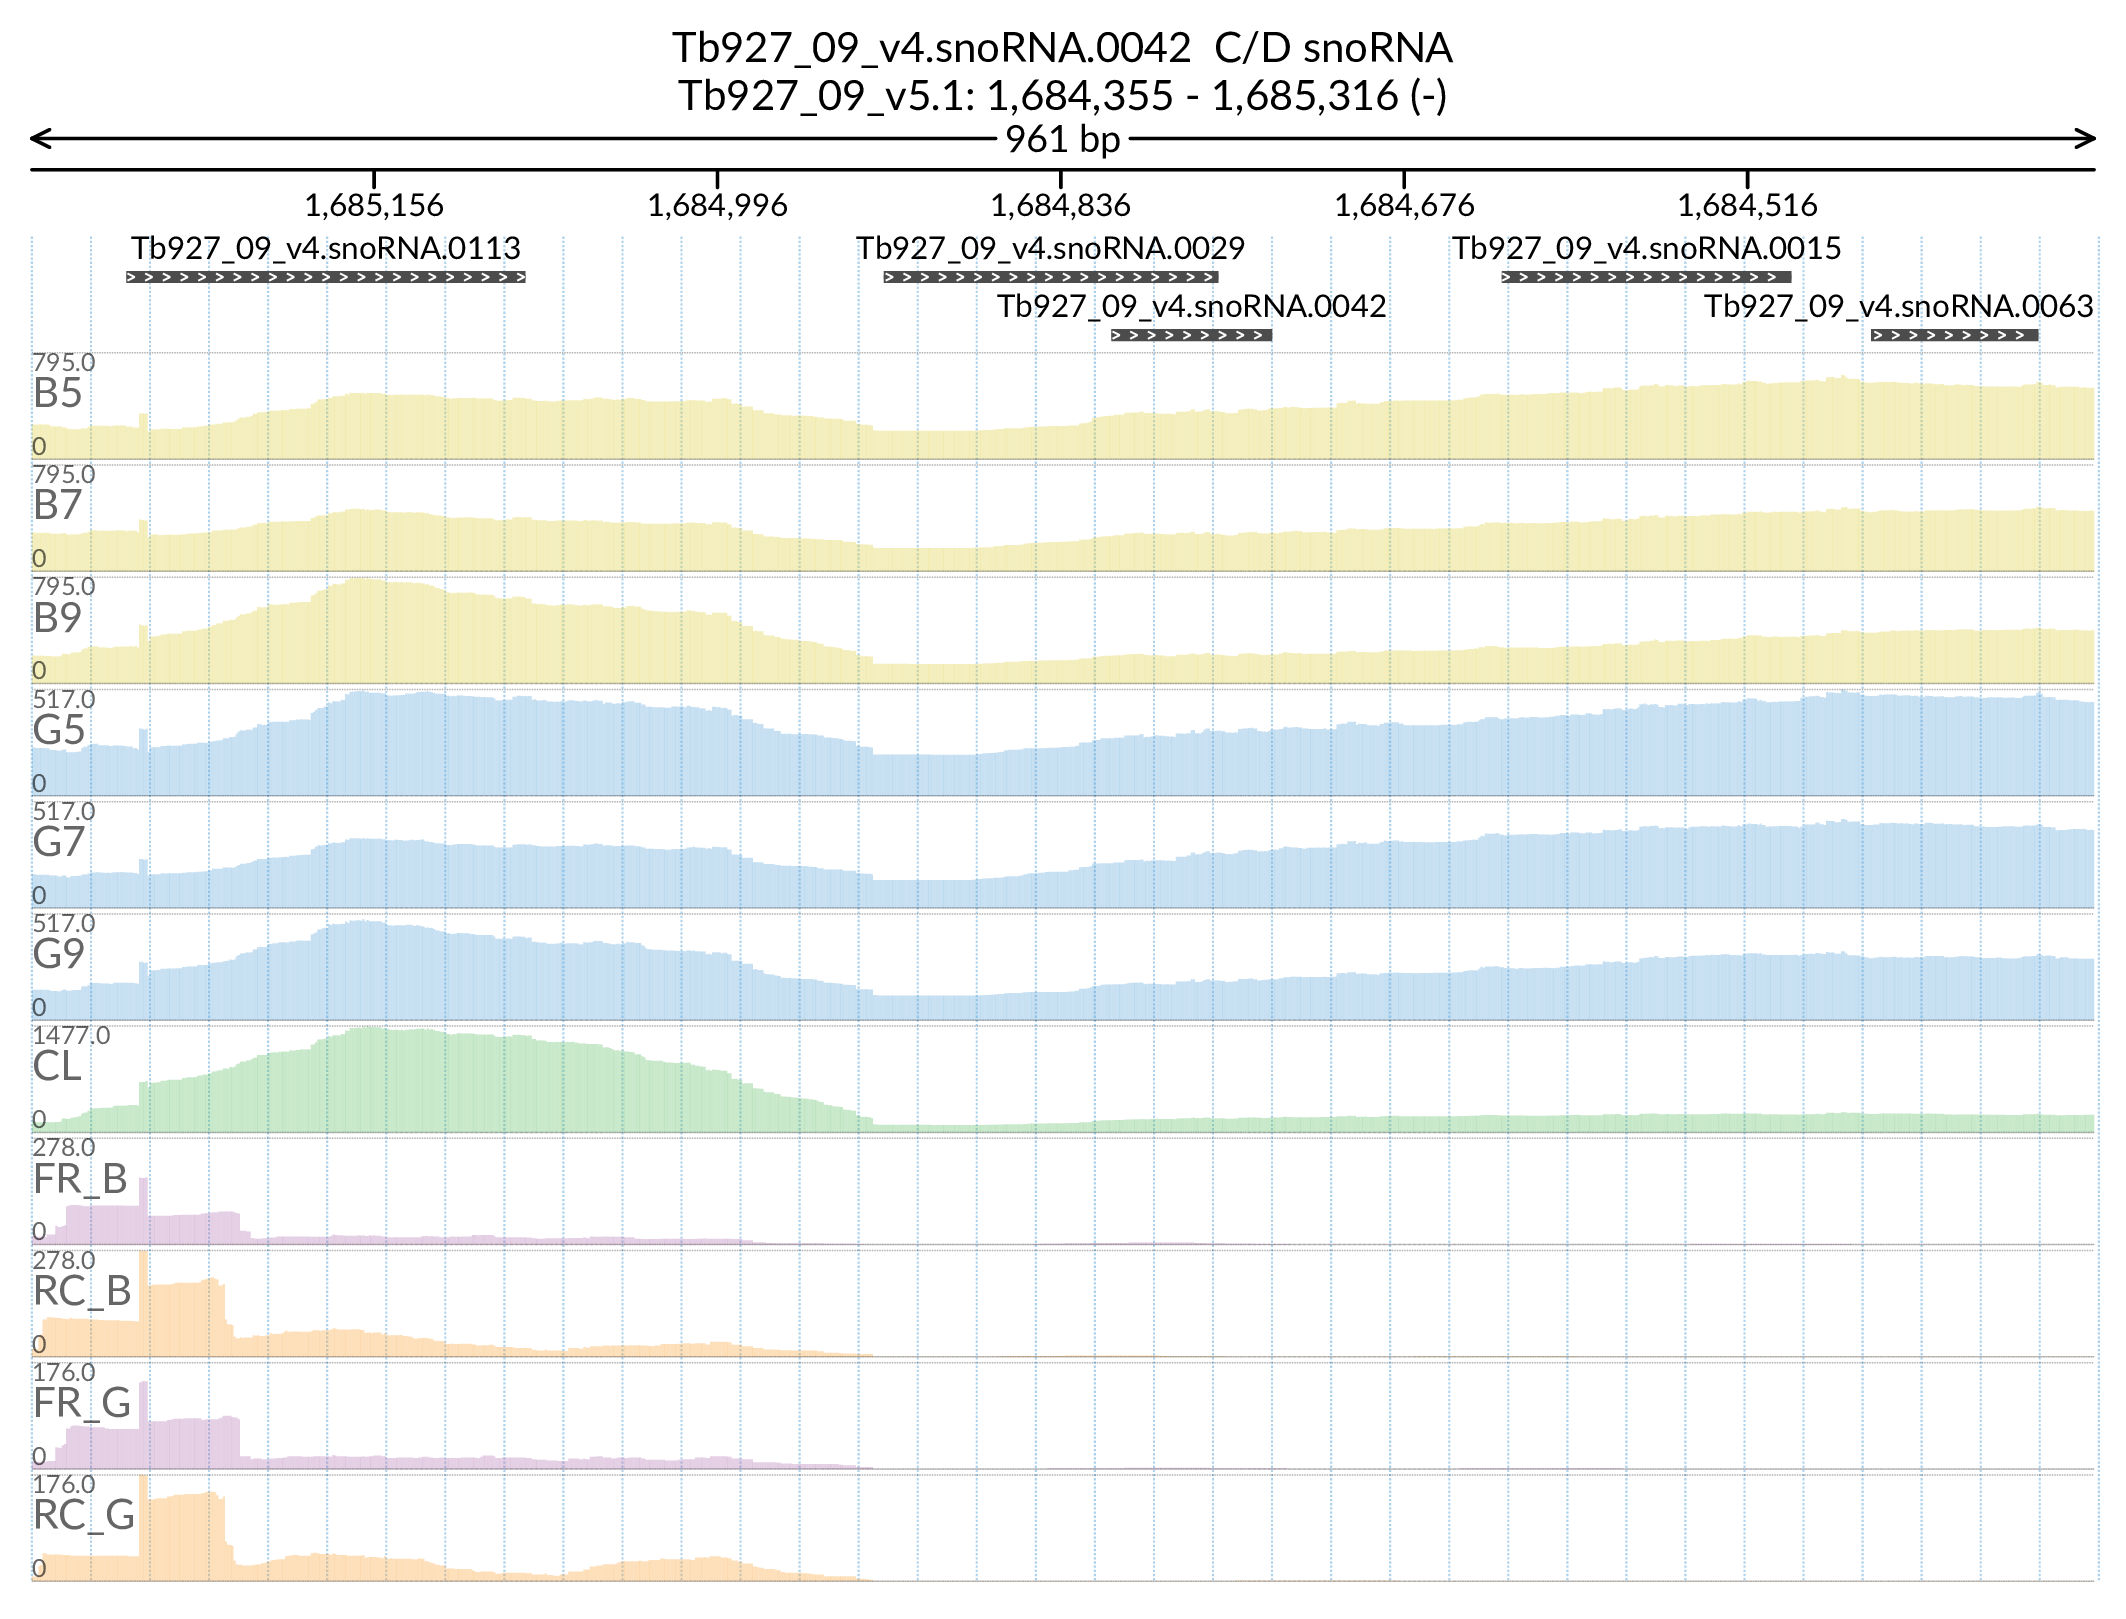 Tb927_09_v4.snoRNA.0042  C/D snoRNA
Tb927_09_v5.1: 1,684,355 - 1,685,316 (-)
961 bp
1,685,156 1,684,996 1,684,836 1,684,676 1,684,516
Tb927_09_v4.snoRNA.0113 Tb927_09_v4.snoRNA.0029 Tb927_09_v4.snoRNA.0015
Tb927_09_v4.snoRNA.0042 Tb927_09_v4.snoRNA.0063
795.0
B5
0
795.0
B7
0
795.0
B9
0
517.0
G5
0
517.0
G7
0
517.0
G9
0
1477.0
CL
0
278.0
FR_B
0
278.0
RC_B
0
176.0
FR_G
0
176.0
RC_G
0